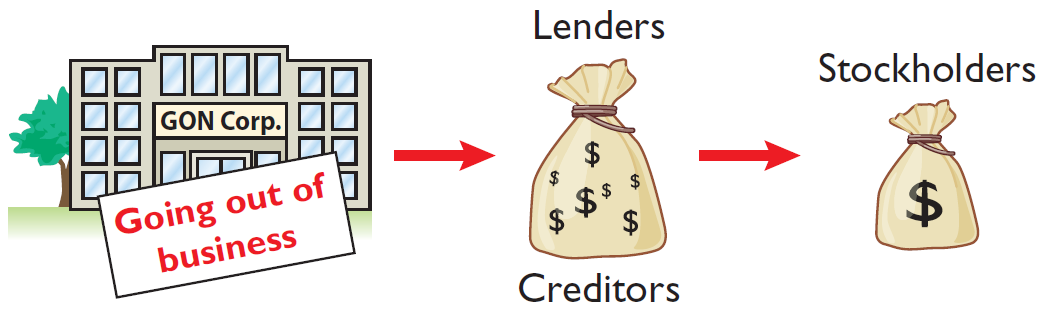 GON Corp.
Going out of
business
Lenders
$
$ $ $
$
$ $
Creditors
Stockholders
$